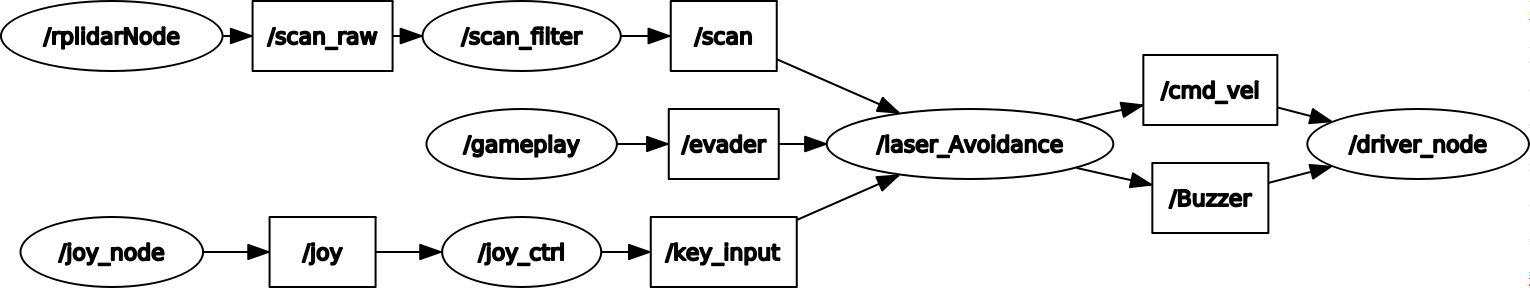 /rplidarNode
/scan_raw
/scan_filter
/scan
/gameplay
/evader
/laser_Avoidance
/cmd_vel
/driver_node
/Buzzer
/joy_node
/joy
/joy_ctrl
/key_input